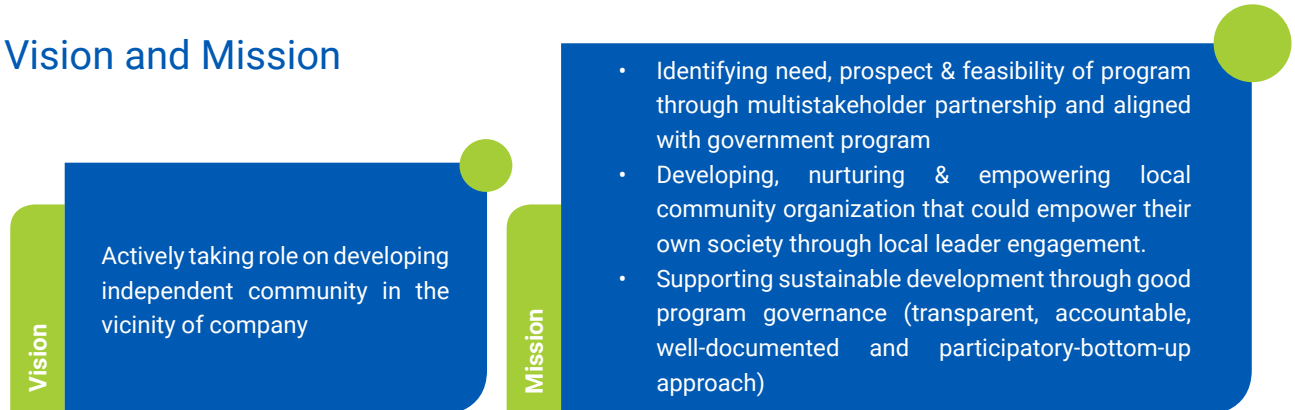 Vision and Mission
Vision
Actively taking role on developing
independent community in the
vicinity of company
Mission
• Identifying need, prospect & feasibility of program
through multistakeholder partnership and aligned
with government program
• Developing, nurturing & empowering local
community organization that could empower their
own society through local leader engagement.
• Supporting sustainable development through good
program governance (transparent, accountable,
well-documented and participatory-bottom-up
approach)